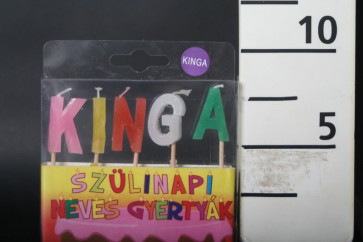 KINGA
KINGA
SZÜLINAPI
NEVES GYERTYÁK
10
5